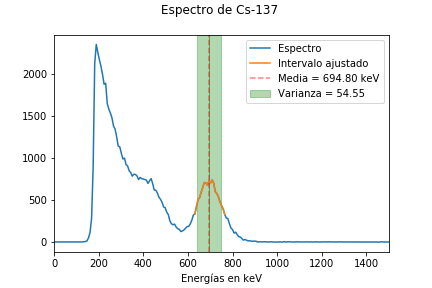 Espectro de Cs-137
Espectro
Intervalo ajustado
Media = 694.80 keV
Varianza = 54.55
2000
1500
1000
500
0
0 200 400 600 800 1000 1200 1400
Energías en keV